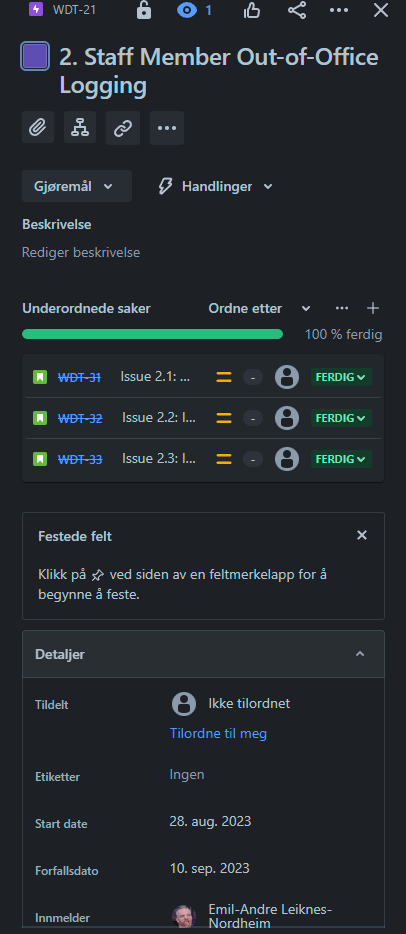 WDT-21
1
2. Staff Member Out-of-Office
Logging
Gjøremål
Handlinger
Beskrivelse
Rediger beskrivelse
Underordnede saker
Ordne etter
100 % ferdig
WDT-31 Issue 2.1: ... - FERDIG
WDT-32 Issue 2.2: I... - FERDIG
WDT-33 Issue 2.3: I... - FERDIG
Festede felt
Klikk på ved siden av en feltmerkelapp for å
begynne å feste.
Detaljer
Tildelt
Ikke tilordnet
Tilordne til meg
Etiketter
Ingen
Start date
28. aug. 2023
Forfallsdato
10. sep. 2023
Innmelder
Emil-Andre Leiknes-
Nordheim